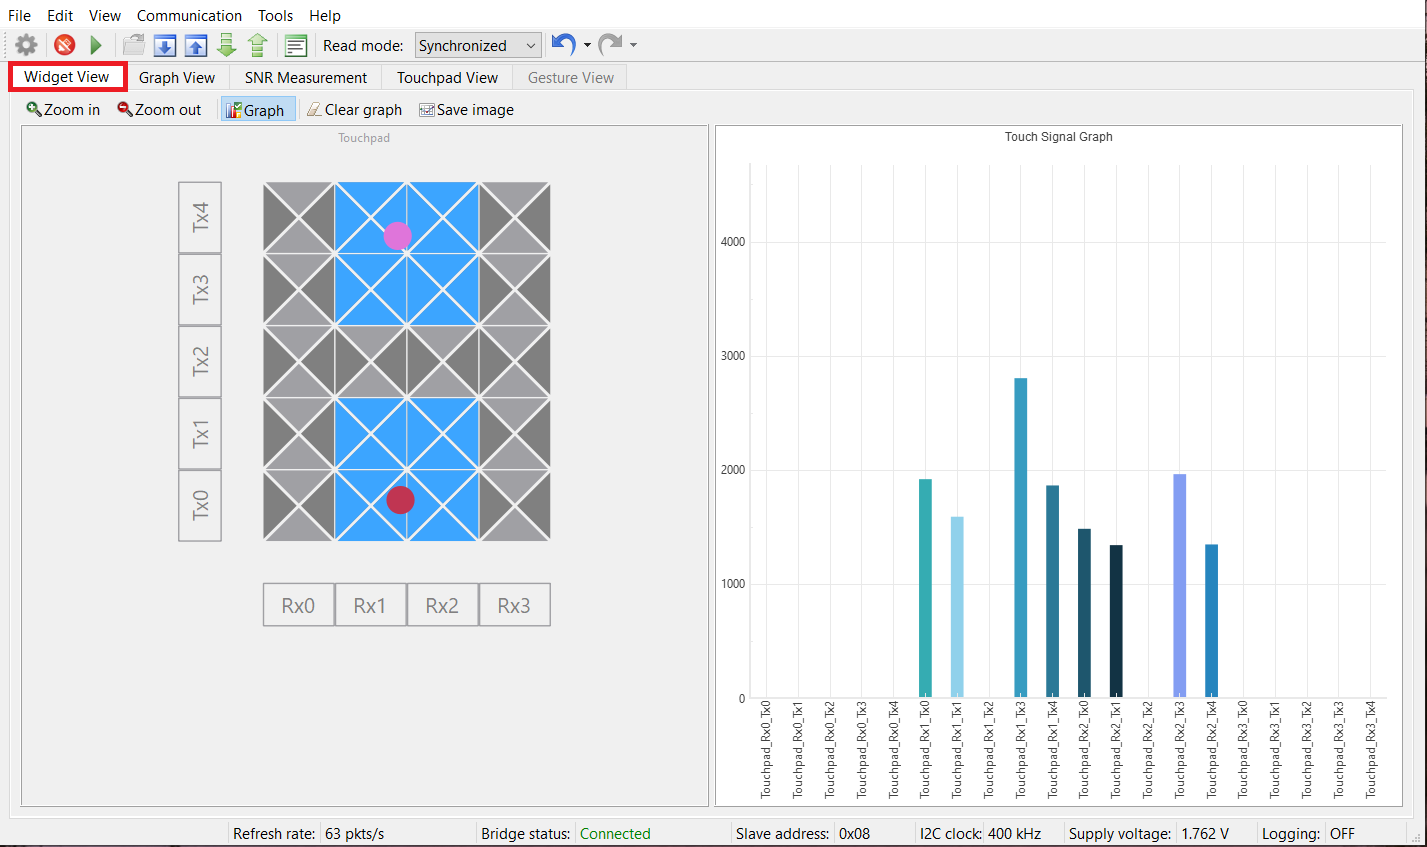 File Edit View Communication Tools Help
Read mode: Synchronized
Widget View Graph View SNR Measurement Touchpad View Gesture View
Zoom in Zoom out Graph Clear graph Save image
Touchpad
Tx4
Tx3
Tx2
Tx1
Tx0
Rx0 Rx1 Rx2 Rx3
Touch Signal Graph
4000
3000
2000
1000
0
Touchpad_Rx0_Tx0
Touchpad_Rx0_Tx1
Touchpad_Rx0_Tx2
Touchpad_Rx0_Tx3
Touchpad_Rx0_Tx4
Touchpad_Rx1_Tx0
Touchpad_Rx1_Tx1
Touchpad_Rx1_Tx2
Touchpad_Rx1_Tx3
Touchpad_Rx1_Tx4
Touchpad_Rx2_Tx0
Touchpad_Rx2_Tx1
Touchpad_Rx2_Tx2
Touchpad_Rx2_Tx3
Touchpad_Rx2_Tx4
Touchpad_Rx3_Tx0
Touchpad_Rx3_Tx1
Touchpad_Rx3_Tx2
Touchpad_Rx3_Tx3
Touchpad_Rx3_Tx4
Refresh rate: 63 pkts/s Bridge status: Connected Slave address: 0x08 I2C clock: 400 kHz Supply voltage: 1.762 V Logging: OFF